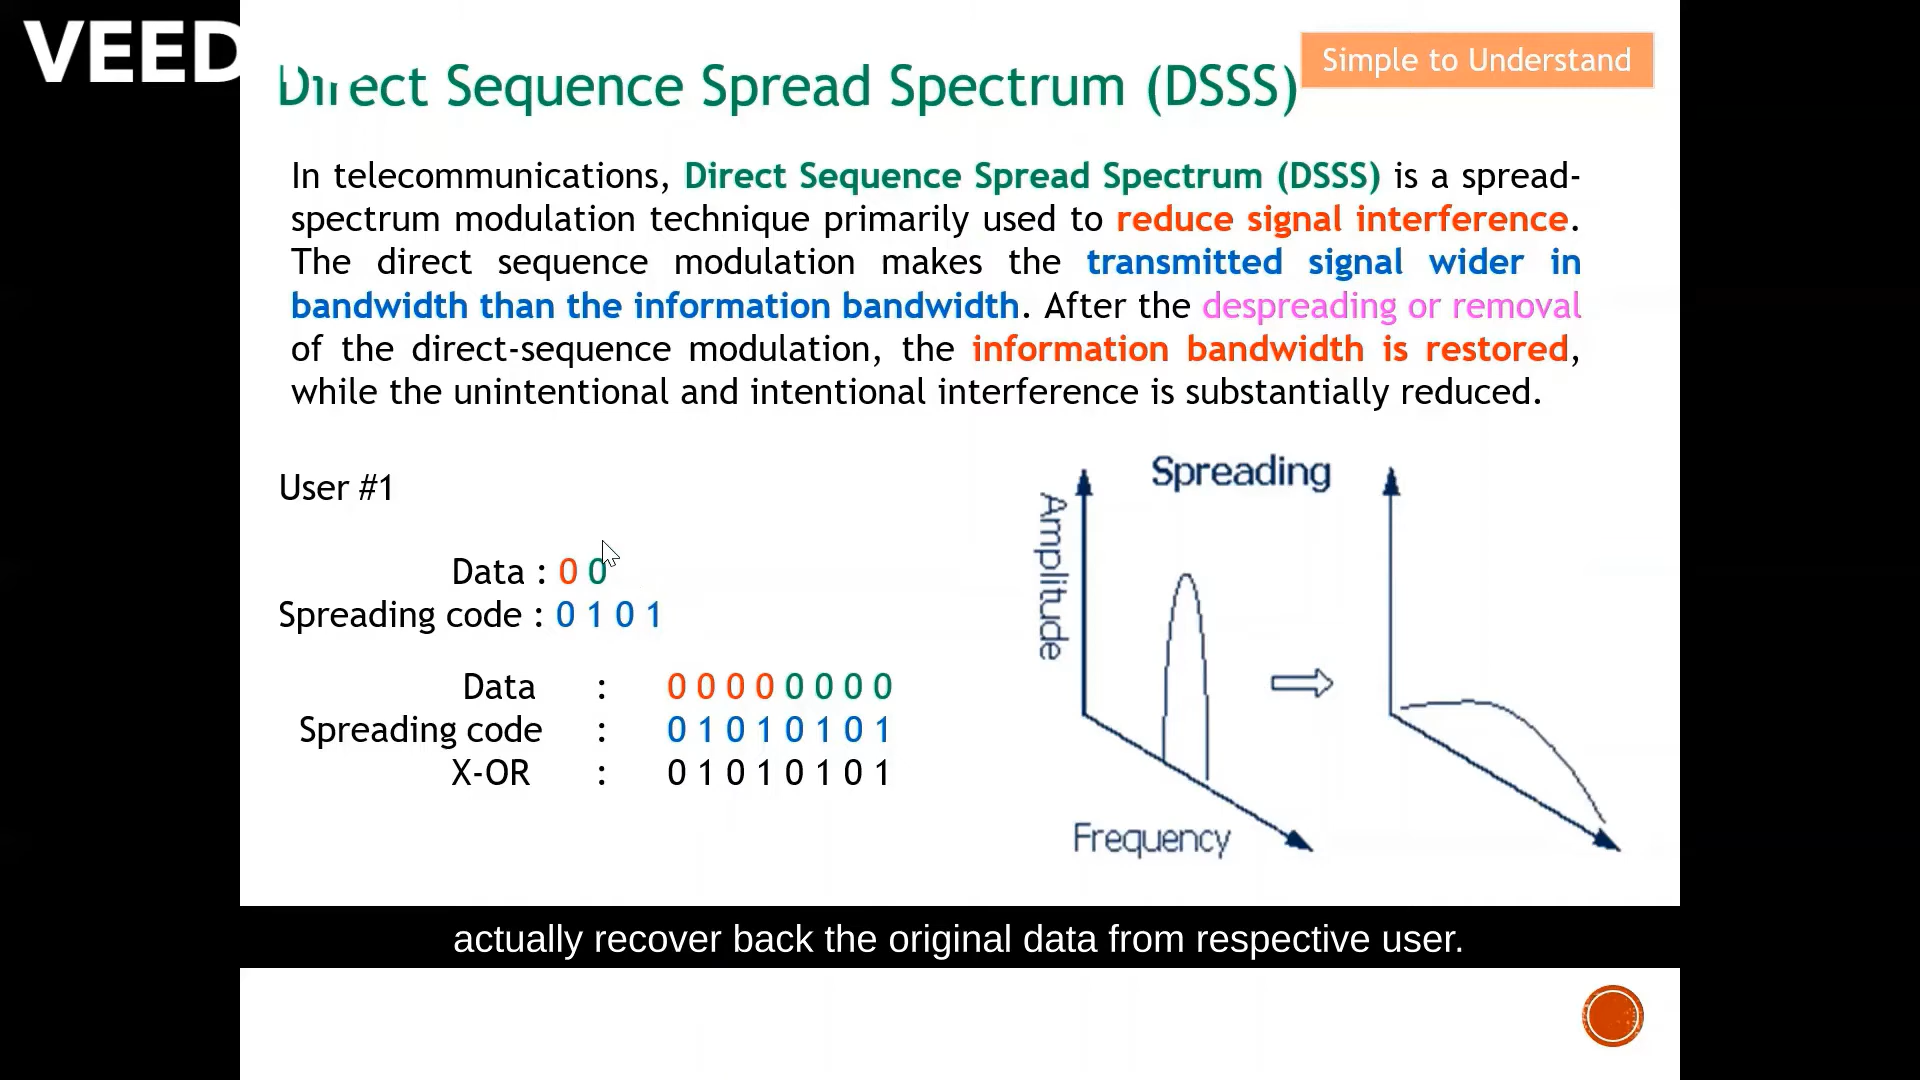 VEED
Simple to Understand
Direct Sequence Spread Spectrum (DSSS)
In telecommunications, Direct Sequence Spread Spectrum (DSSS) is a spread-
spectrum modulation technique primarily used to reduce signal interference.
The direct sequence modulation makes the transmitted signal wider in
bandwidth than the information bandwidth. After the despreading or removal
of the direct-sequence modulation, the information bandwidth is restored,
while the unintentional and intentional interference is substantially reduced.
User #1
Data : 0 0
Spreading code : 0 1 0 1
Data : 0 0 0 0 0 0 0 0
Spreading code : 0 1 0 1 0 1 0 1
X-OR : 0 1 0 1 0 1 0 1
Spreading
Amplitude
Frequency
actually recover back the original data from respective user.